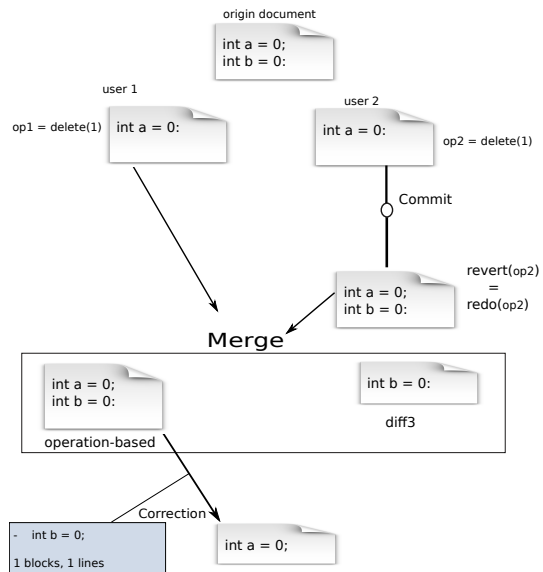 origin document
int a = 0;
int b = 0:
user 1
user 2
op1 = delete(1)
int a = 0:
int a = 0:
op2 = delete(1)
Commit
int a = 0;
int b = 0:
revert(op2)
=
redo(op2)
Merge
int a = 0;
int b = 0:
operation-based
int b = 0:
diff3
Correction
- int b = 0;
1 blocks, 1 lines
int a = 0;